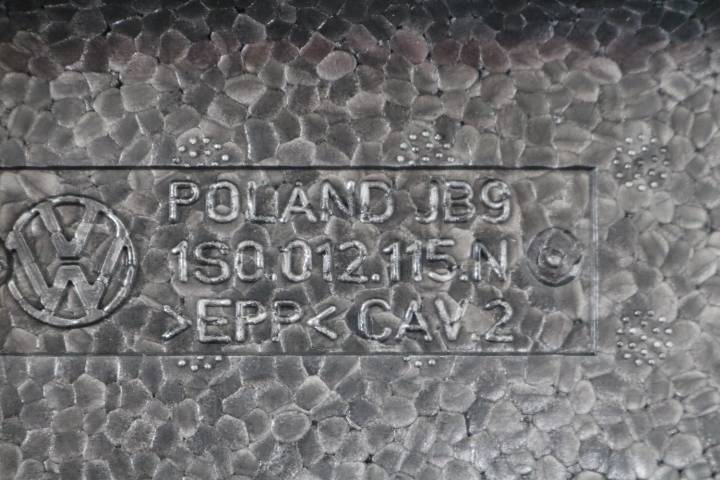 POLAND JB9
1S0.012.115.N
>EPP< CAV.2